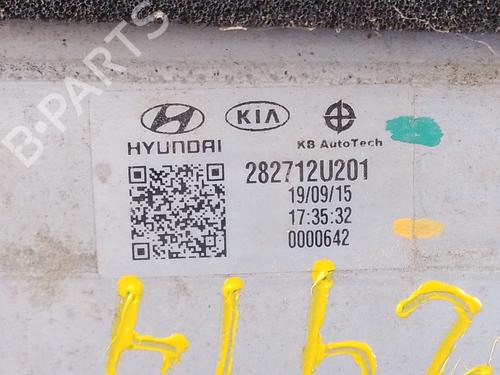 B-PARTS
HYUNDAI
KIA
KB AutoTech
282712U201
19/09/15
17:35:32
0000642